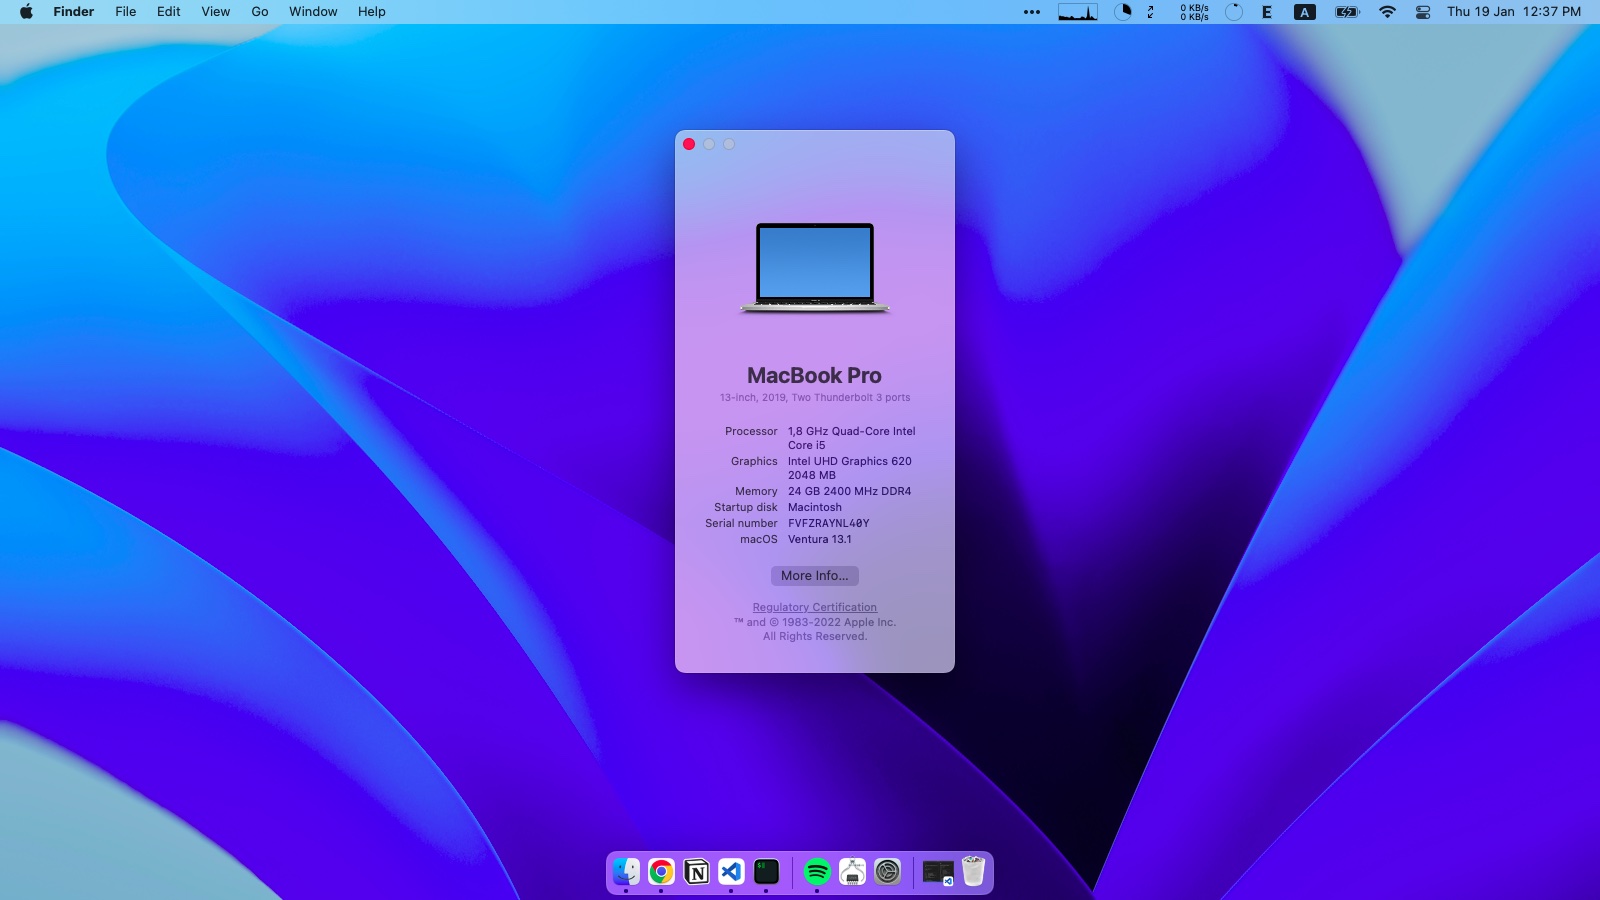 Finder File Edit View Go Window Help
0 KB/s
0 KB/s
E
A
Thu 19 Jan 12:37 PM
MacBook Pro
13-inch, 2019, Two Thunderbolt 3 ports
Processor 1,8 GHz Quad-Core Intel
Core i5
Graphics Intel UHD Graphics 620
2048 MB
Memory 24 GB 2400 MHz DDR4
Startup disk Macintosh
Serial number FVFZRAYNL40Y
macOS Ventura 13.1
More Info...
Regulatory Certification
™ and © 1983-2022 Apple Inc.
All Rights Reserved.